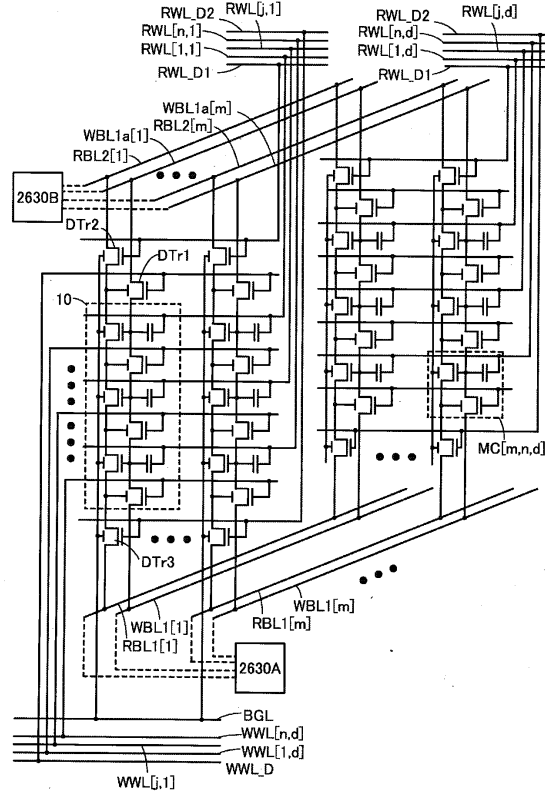 RWL_D2
RWL[n,1]
RWL[j,1]
RWL[1,1]
RWL_D1
RWL_D2
RWL[j,d]
RWL[n,d]
RWL[1,d]
RWL_D1
WBL1a[m]
RBL2[m]
WBL1a[1]
RBL2[1]
2630B
DTr2
DTr1
10
MC[m,n,d]
DTr3
WBL1[1]
RBL1[1]
WBL1[m]
RBL1[m]
2630A
BGL
WWL[n,d]
WWL[1,d]
WWL[j,1]
WWL_D